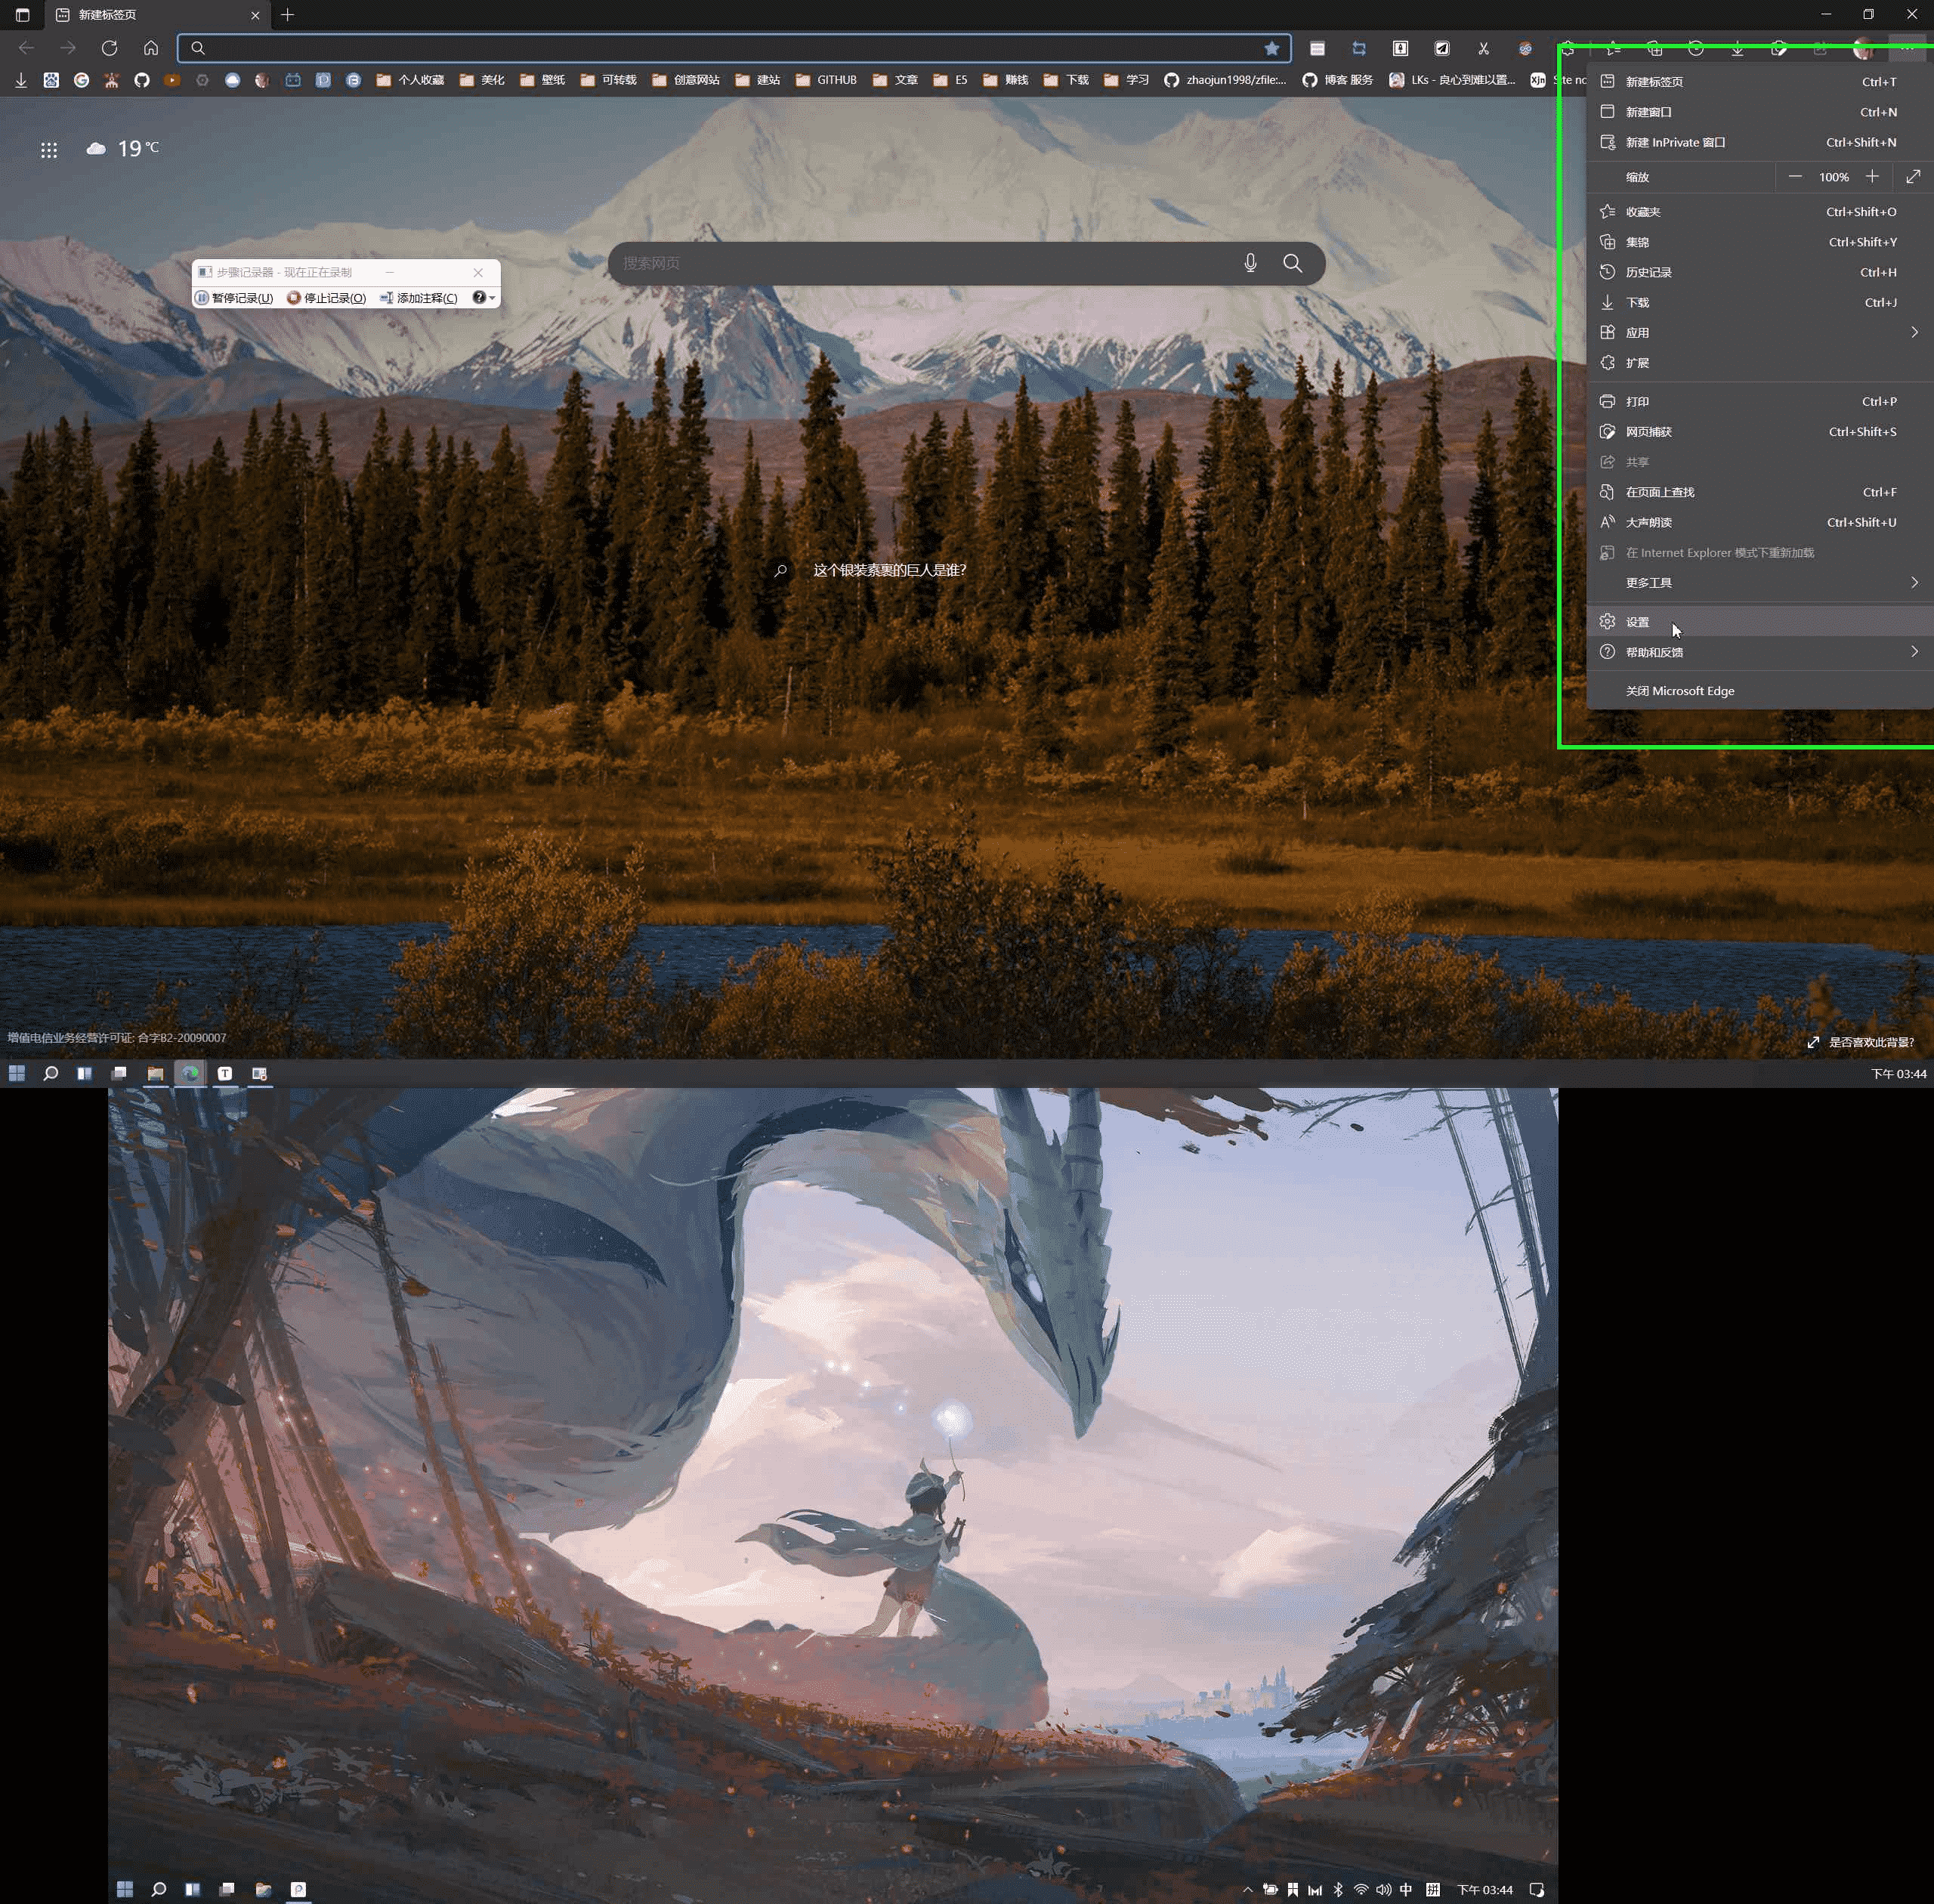 新建标签页
个人收藏 美化 壁纸 可转载 创意网站 建站 GITHUB 文章 E5 赚钱 下载 学习 zhaojun1998/zfile:... 博客 服务 LKs - 良心到难以置... Site no
19 °C
搜索网页
步骤记录器 - 现在正在录制
暂停记录(U) 停止记录(O) 添加注释(C)
这个银装素裹的巨人是谁?
新建标签页 Ctrl+T
新建窗口 Ctrl+N
新建 InPrivate 窗口 Ctrl+Shift+N
缩放 100%
收藏夹 Ctrl+Shift+O
集锦 Ctrl+Shift+Y
历史记录 Ctrl+H
下载 Ctrl+J
应用
扩展
打印 Ctrl+P
网页捕获 Ctrl+Shift+S
共享
在页面上查找 Ctrl+F
大声朗读 Ctrl+Shift+U
在 Internet Explorer 模式下重新加载
更多工具
设置
帮助和反馈
关闭 Microsoft Edge
增值电信业务经营许可证: 合字B2-20090007
是否喜欢此背景?
下午 03:44
中 拼 下午 03:44